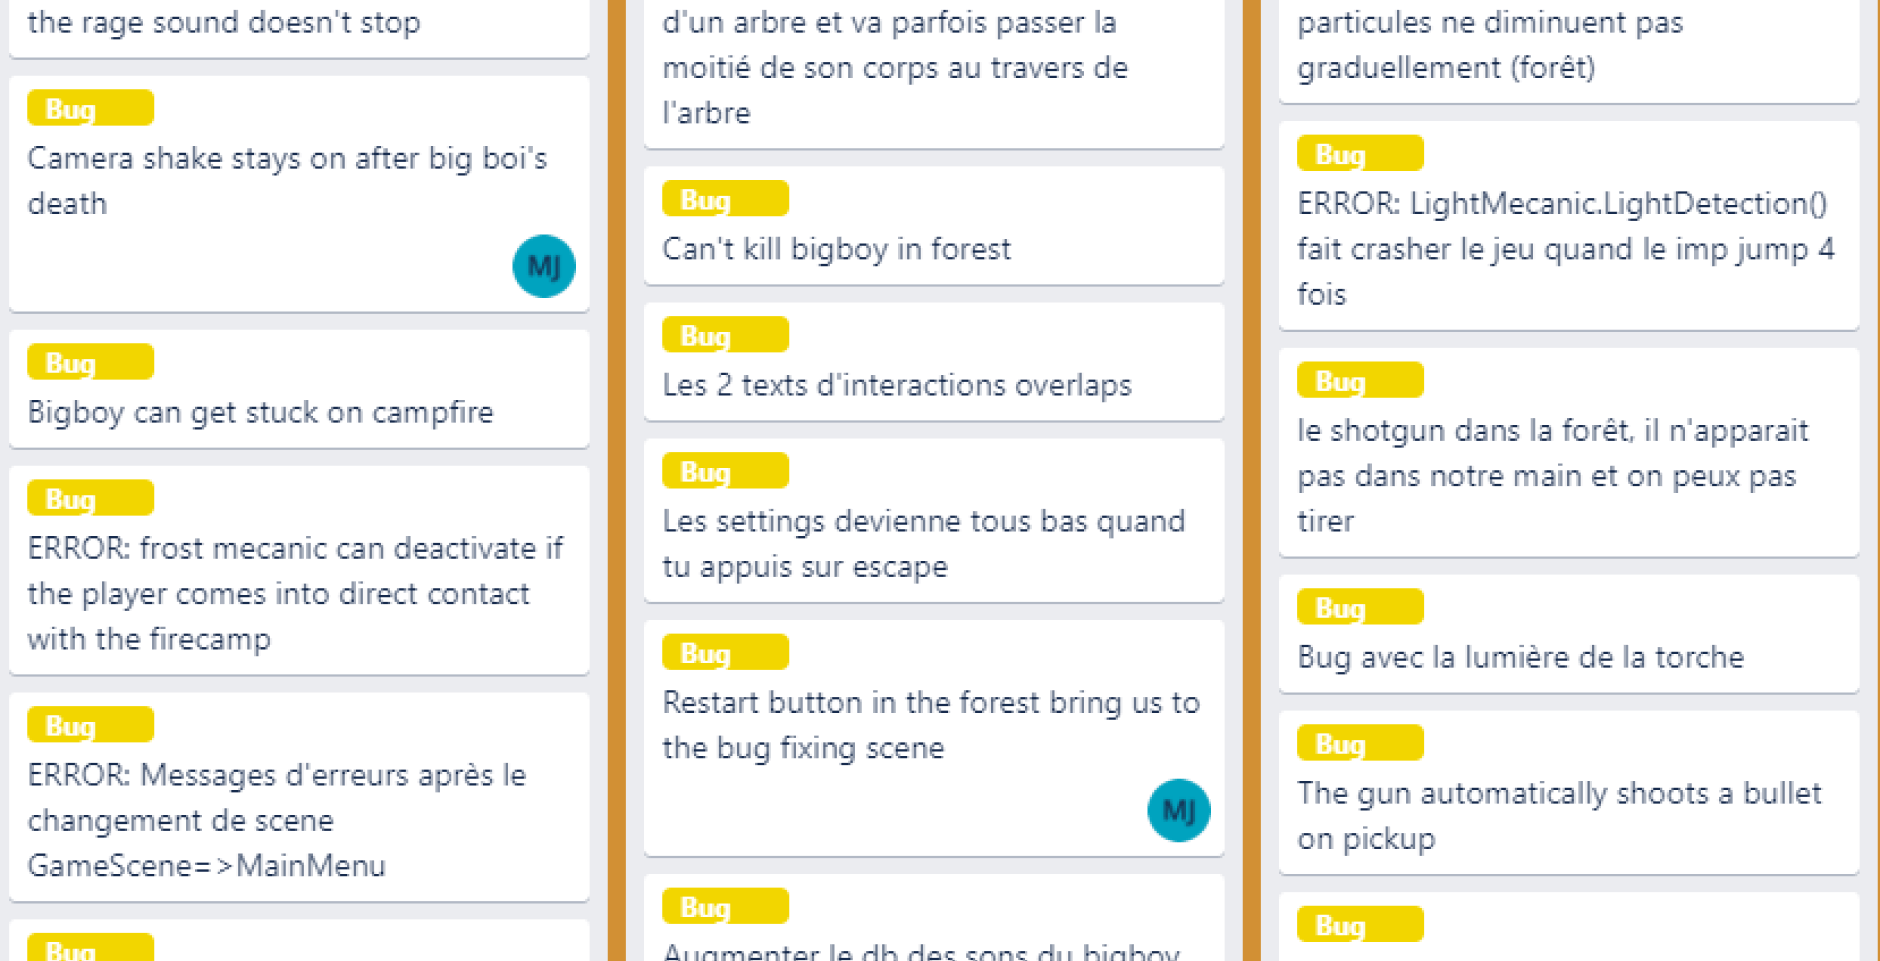 the rage sound doesn't stop
Bug
Camera shake stays on after big boi's
death
MJ
Bug
Bigboy can get stuck on campfire
Bug
ERROR: frost mecanic can deactivate if
the player comes into direct contact
with the firecamp
Bug
ERROR: Messages d'erreurs après le
changement de scene
GameScene=>MainMenu
Bug
d'un arbre et va parfois passer la
moitié de son corps au travers de
l'arbre
Bug
Can't kill bigboy in forest
Bug
Les 2 texts d'interactions overlaps
Bug
Les settings devienne tous bas quand
tu appuis sur escape
Bug
Restart button in the forest bring us to
the bug fixing scene
MJ
Bug
Augmenter le db des sons du bigboy
particules ne diminuent pas
graduellement (forêt)
Bug
ERROR: LightMecanic.LightDetection()
fait crasher le jeu quand le imp jump 4
fois
Bug
le shotgun dans la forêt, il n'apparait
pas dans notre main et on peux pas
tirer
Bug
Bug avec la lumière de la torche
Bug
The gun automatically shoots a bullet
on pickup
Bug